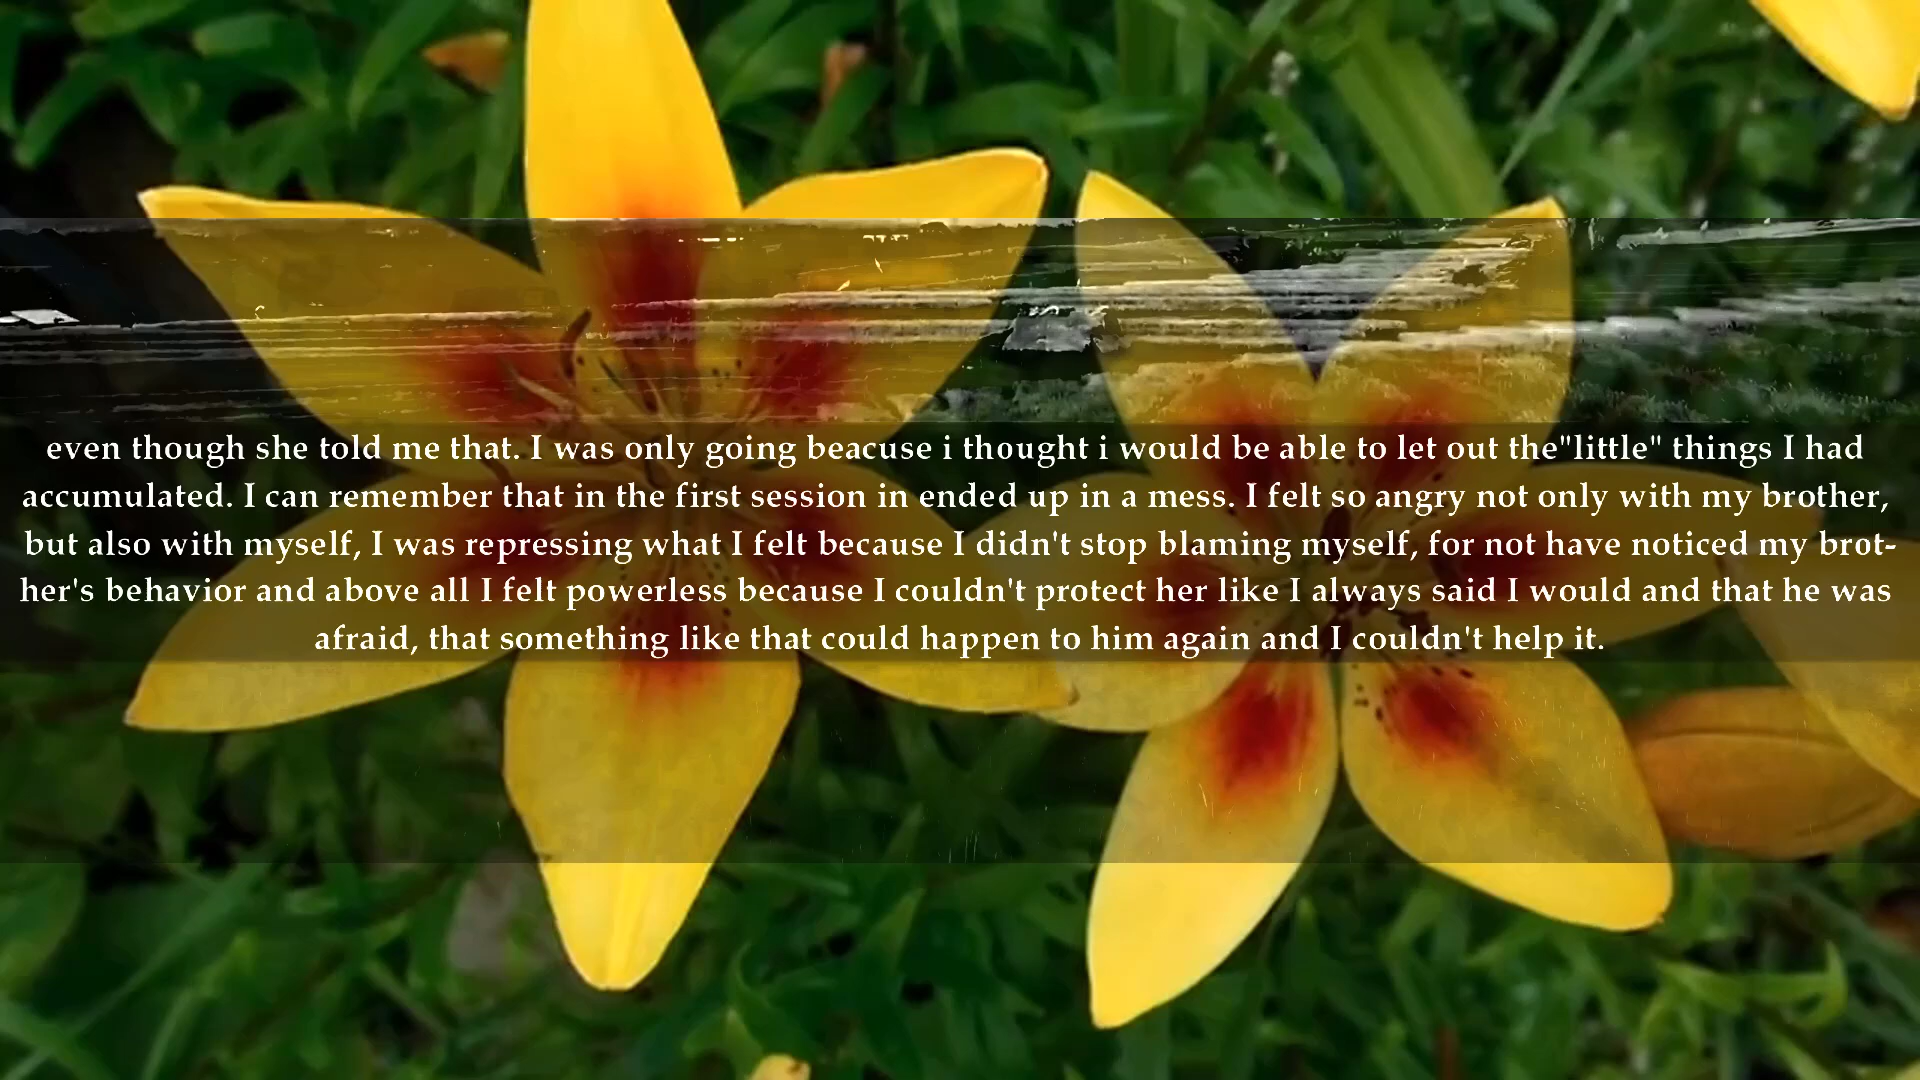 even though she told me that. I was only going beacuse i thought i would be able to let out the"little" things I had
accumulated. I can remember that in the first session in ended up in a mess. I felt so angry not only with my brother,
but also with myself, I was repressing what I felt because I didn't stop blaming myself, for not have noticed my brot-
her's behavior and above all I felt powerless because I couldn't protect her like I always said I would and that he was
afraid, that something like that could happen to him again and I couldn't help it.